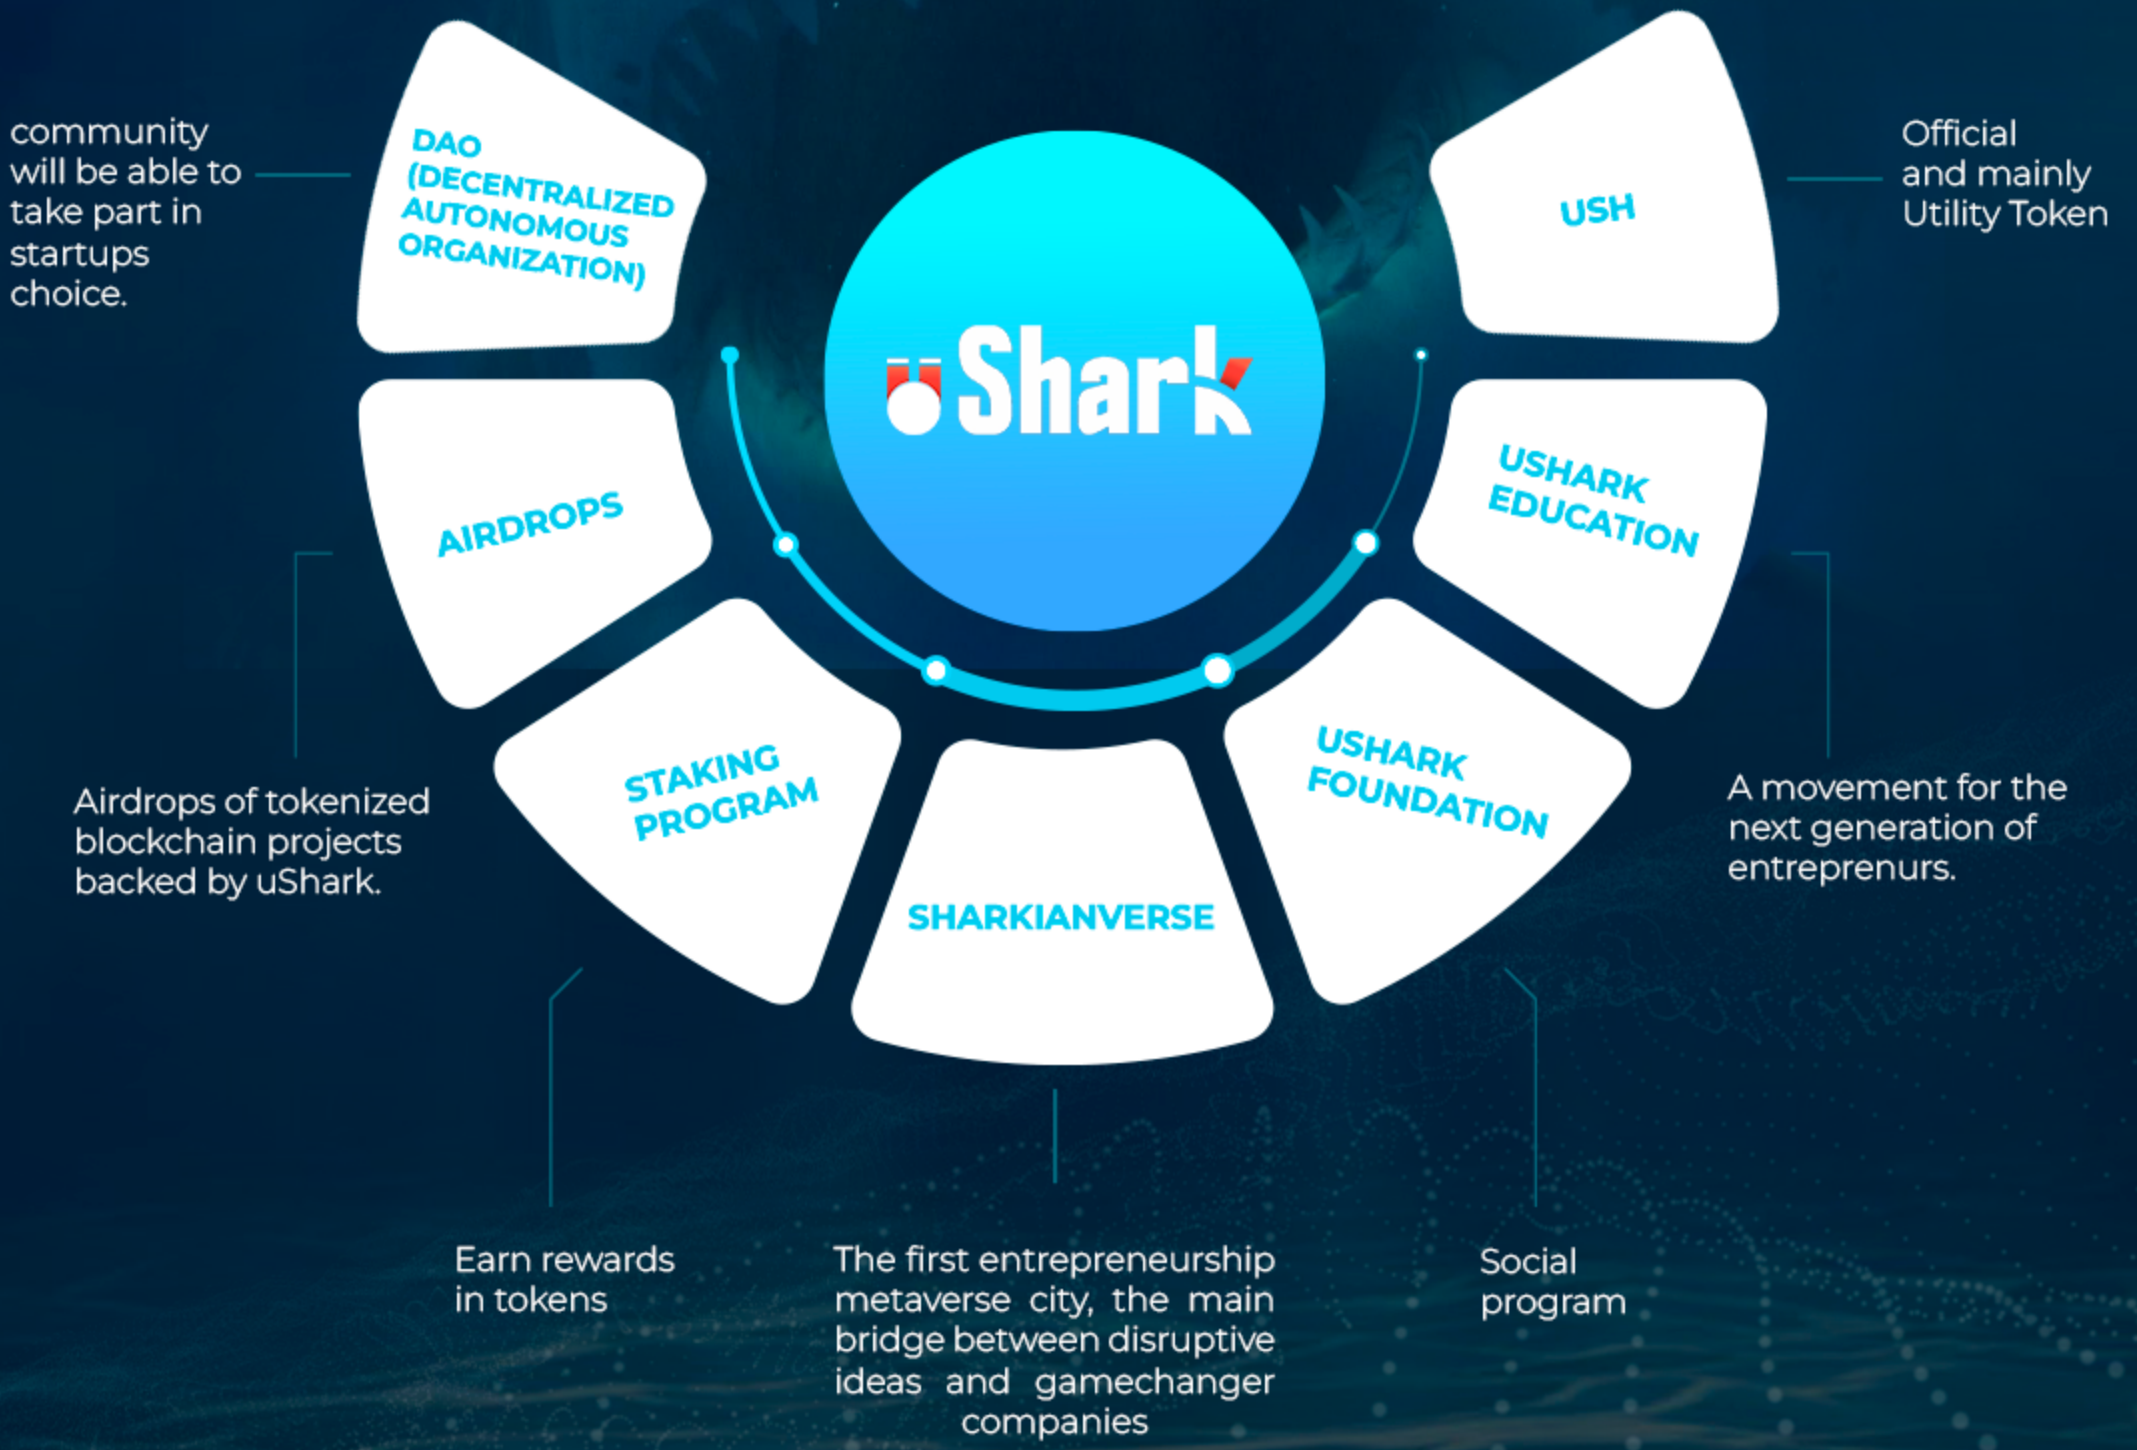 community
will be able to
take part in
startups
choice.
DAO
(DECENTRALIZED
AUTONOMOUS
ORGANIZATION)
uShark
USH
Official
and mainly
Utility Token
AIRDROPS
Airdrops of tokenized
blockchain projects
backed by uShark.
USHARK
EDUCATION
A movement for the
next generation of
entreprenurs.
STAKING
PROGRAM
Earn rewards
in tokens
SHARKIANVERSE
The first entrepreneurship
metaverse city, the main
bridge between disruptive
ideas and gamechanger
companies
USHARK
FOUNDATION
Social
program